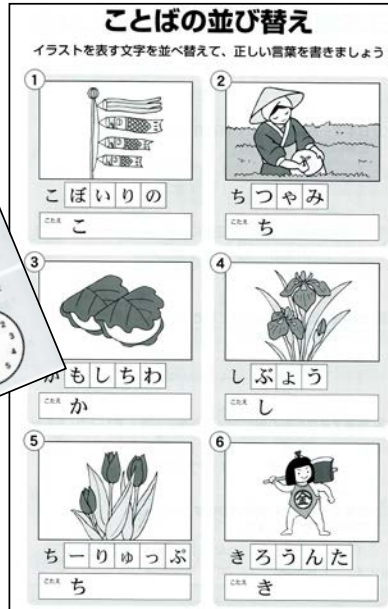 ことばの並び替え
イラストを表す文字を並べ替えて、正しい言葉を書きましょう
1
こぼいりの
こたえ こ
2
ちつゃみ
こたえ ち
3
かもしちわ
か
4
しぶょう
こたえ し
5
ちーりゅっぷ
こたえ ち
6
金
きろうんた
こたえ き
2
3
4
5